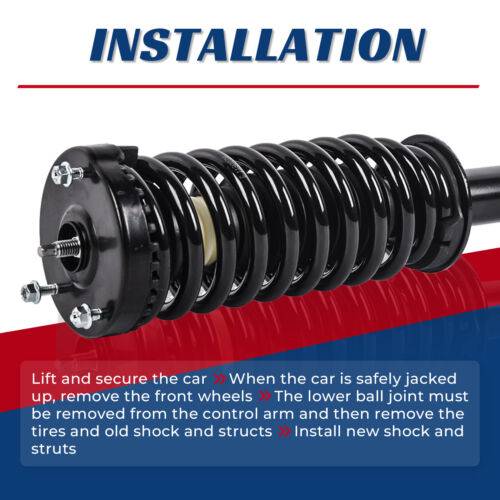 INSTALLATION
Lift and secure the car » When the car is safely jacked
up, remove the front wheels » The lower ball joint must
be removed from the control arm and then remove the
tires and old shock and structs » Install new shock and
struts